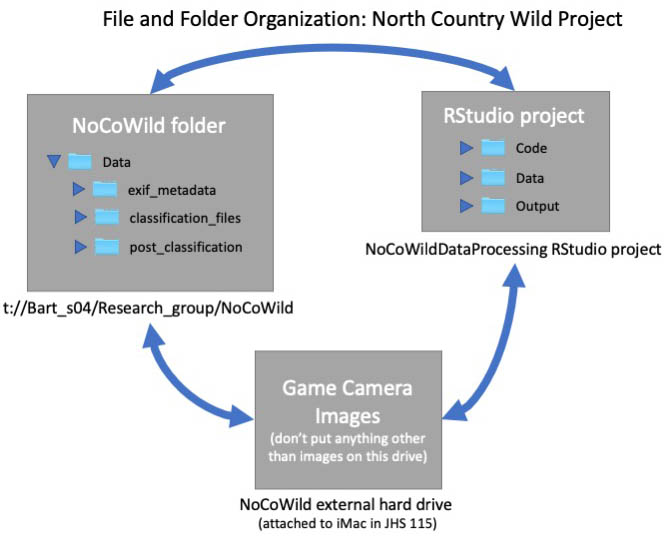 File and Folder Organization: North Country Wild Project
NoCoWild folder
Data
exif_metadata
classification_files
post_classification
t://Bart_s04/Research_group/NoCoWild
RStudio project
Code
Data
Output
NoCoWildDataProcessing RStudio project
Game Camera
Images
(don't put anything other
than images on this drive)
NoCoWild external hard drive
(attached to iMac in JHS 115)